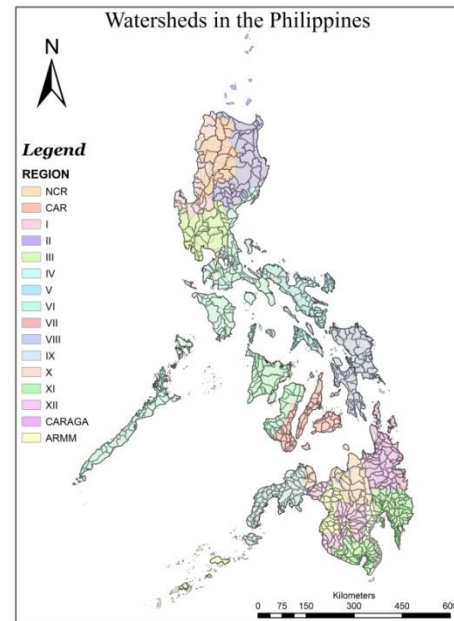 Watersheds in the Philippines
N
Legend
REGION
NCR
CAR
I
II
III
IV
V
VI
VII
VIII
IX
X
XI
XII
CARAGA
ARMM
Kilometers
0 75 150 300 450 600